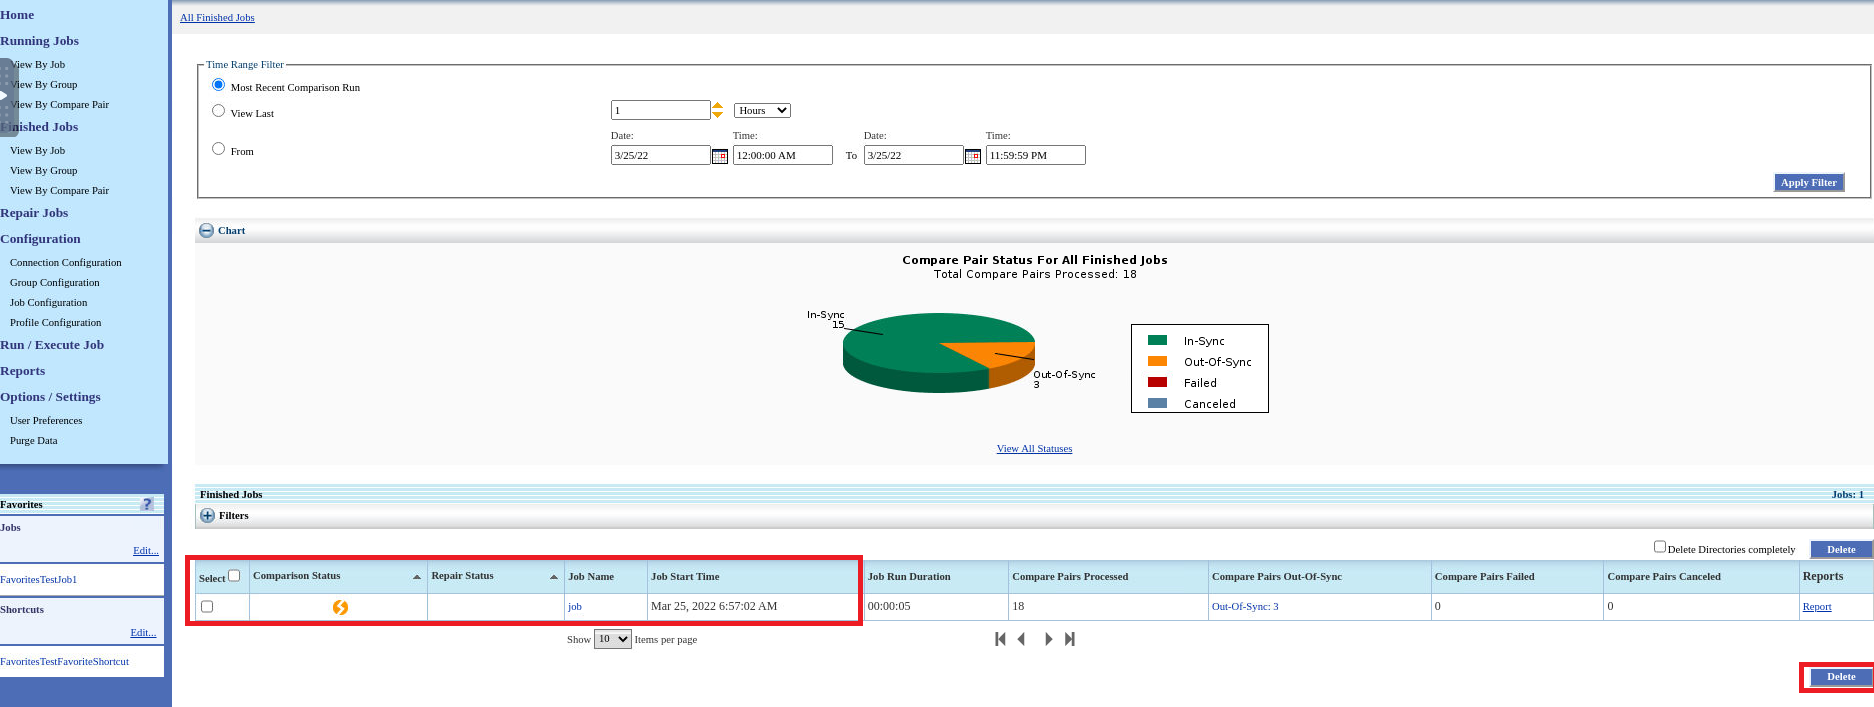 Home
Running Jobs
View By Job
View By Group
View By Compare Pair
Finished Jobs
View By Job
View By Group
View By Compare Pair
Repair Jobs
Configuration
Connection Configuration
Group Configuration
Job Configuration
Profile Configuration
Run / Execute Job
Reports
Options / Settings
User Preferences
Purge Data
Favorites ?
Jobs
Edit...
FavoritesTestJob1
Shortcuts
Edit...
FavoritesTestFavoriteShortcut
All Finished Jobs
Time Range Filter
Most Recent Comparison Run
View Last 1 Hours
Date: Time: Date: Time:
From 3/25/22 12:00:00 AM To 3/25/22 11:59:59 PM
Apply Filter
Chart
Compare Pair Status For All Finished Jobs
Total Compare Pairs Processed: 18
In-Sync
15
Out-Of-Sync
3
In-Sync
Out-Of-Sync
Failed
Canceled
View All Statuses
Finished Jobs Jobs: 1
Filters
Delete Directories completely Delete
Select Comparison Status Repair Status Job Name Job Start Time Job Run Duration Compare Pairs Processed Compare Pairs Out-Of-Sync Compare Pairs Failed Compare Pairs Canceled Reports
job Mar 25, 2022 6:57:02 AM 00:00:05 18 Out-Of-Sync: 3 0 0 Report
Show 10 Items per page
Delete